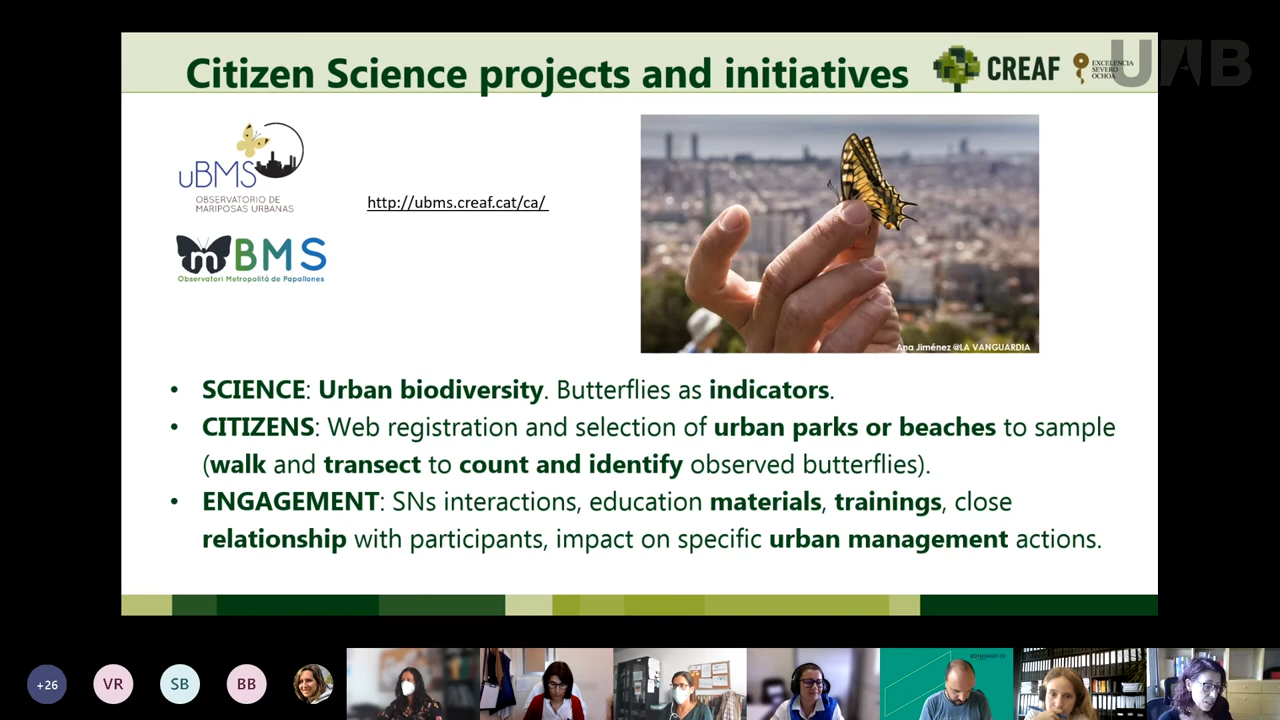 Citizen Science projects and initiatives
CREAF
EXCELENCIA
SEVERO
OCHOA
UAB
uBMS
OBSERVATORIO DE
MARIPOSAS URBANAS
http://ubms.creaf.cat/ca/
mBMS
Observatori Metropolità de Papallones
Ana Jiménez @LA VANGUARDIA
• SCIENCE: Urban biodiversity. Butterflies as indicators.
• CITIZENS: Web registration and selection of urban parks or beaches to sample
(walk and transect to count and identify observed butterflies).
• ENGAGEMENT: SNs interactions, education materials, trainings, close
relationship with participants, impact on specific urban management actions.
+26
VR
SB
BB